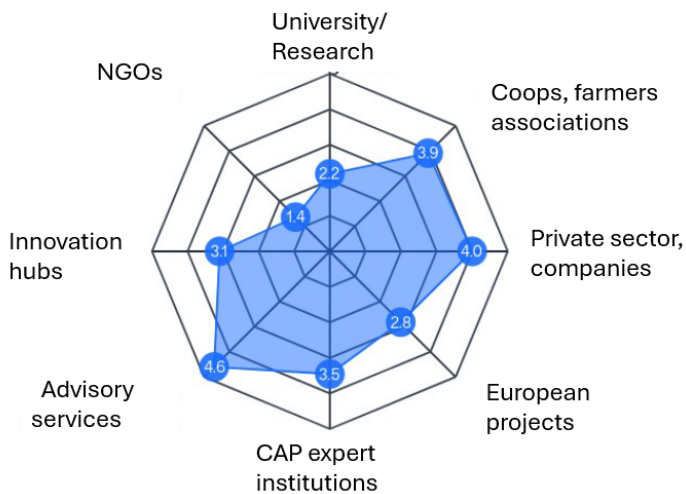 University/
Research
NGOs
Coops, farmers
associations
3.9
2.2
1.4
Innovation
hubs
3.1
4.0
Private sector,
companies
2.8
4.6
3.5
Advisory
services
European
projects
CAP expert
institutions